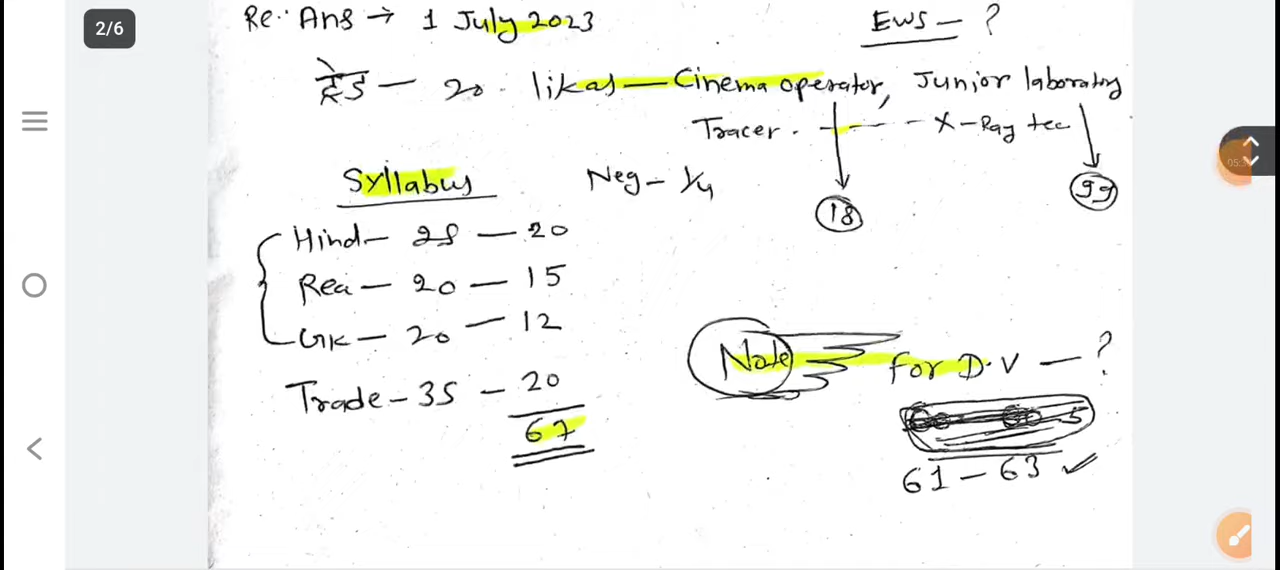 2/6
Re.. Ans → 1 July 2023
EWS — ?
ट्रेड — 20. likas — Cinema operator, Junior laboratory
Tracer. - - - - X-Ray tec
Syllabus
Neg - 1/4
18
99
Hind - 25 — 20
Rea - 20 - 15
GK - 20 - 12
Trade - 35 - 20
67
Note
for D.V — ?
61 - 63 ✓